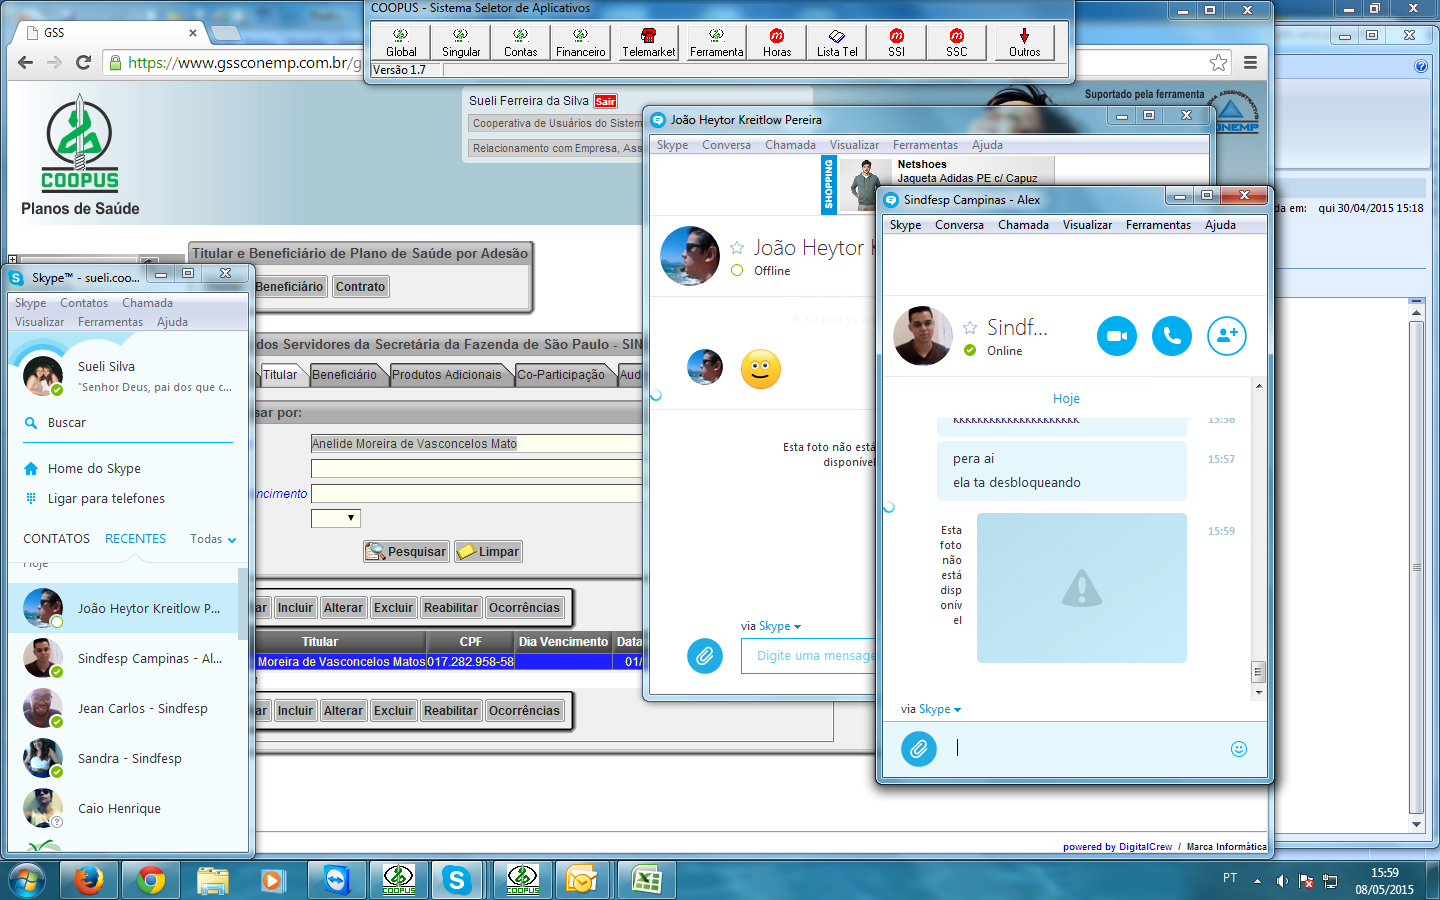 COOPUS - Sistema Seletor de Aplicativos
Global
Singular
Contas
Financeiro
Telemarket
Ferramenta
Horas
Lista Tel
SSI
SSC
Outros
Versão 1.7
GSS
https://www.gssconemp.com.br/g
COOPUS
Planos de Saúde
Sueli Ferreira da Silva Sair
Cooperativa de Usuários do Sistem
Relacionamento com Empresa, Ass
Suportado pela ferramenta
da em: qui 30/04/2015 15:18
Titular e Beneficiário de Plano de Saúde por Adesão
Beneficiário
Contrato
dos Servidores da Secretária da Fazenda de São Paulo - SIN
Titular
Beneficiário
Produtos Adicionais
Co-Participação
Aud
sar por:
Anelide Moreira de Vasconcelos Mato
ncimento
Pesquisar
Limpar
ar
Incluir
Alterar
Excluir
Reabilitar
Ocorrências
Titular
CPF
Dia Vencimento
Data
Moreira de Vasconcelos Matos
017.282.958-58
01/
ar
Incluir
Alterar
Excluir
Reabilitar
Ocorrências
powered by DigitalCrew / Marca Informática
Skype™ - sueli.coo...
Skype Contatos Chamada
Visualizar Ferramentas Ajuda
Sueli Silva
"Senhor Deus, pai dos que c...
Buscar
Home do Skype
Ligar para telefones
CONTATOS RECENTES Todas
Hoje
João Heytor Kreitlow P...
Sindfesp Campinas - Al...
Jean Carlos - Sindfesp
Sandra - Sindfesp
Caio Henrique
João Heytor Kreitlow Pereira
Skype Conversa Chamada Visualizar Ferramentas Ajuda
SHOPPING
Netshoes
Jaqueta Adidas PE c/ Capuz
João Heytor K
Offline
Esta foto não está
disponível
via Skype
Digite uma mensage
Sindfesp Campinas - Alex
Skype Conversa Chamada Visualizar Ferramentas Ajuda
Sindf...
Online
Hoje
kkkkkkkkkkkkkkkkkkkk 15:56
pera ai 15:57
ela ta desbloqueando
Esta
foto
não
está
disp
onív
el
15:59
via Skype
PT
15:59
08/05/2015